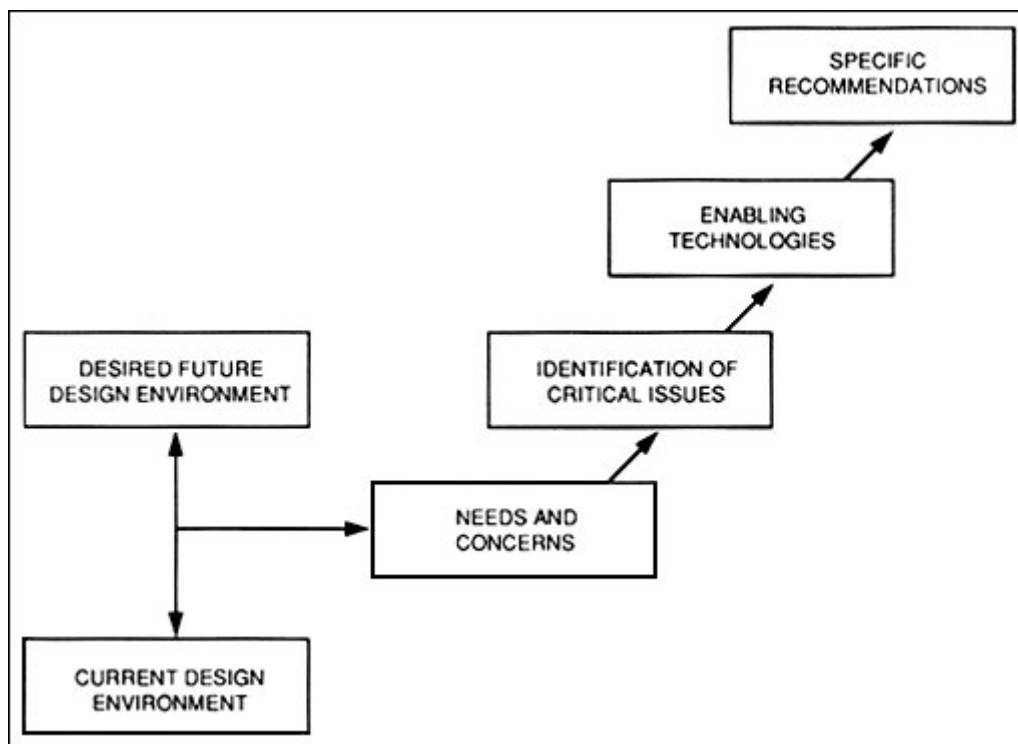 SPECIFIC
RECOMMENDATIONS
ENABLING
TECHNOLOGIES
DESIRED FUTURE
DESIGN ENVIRONMENT
IDENTIFICATION OF
CRITICAL ISSUES
NEEDS AND
CONCERNS
CURRENT DESIGN
ENVIRONMENT